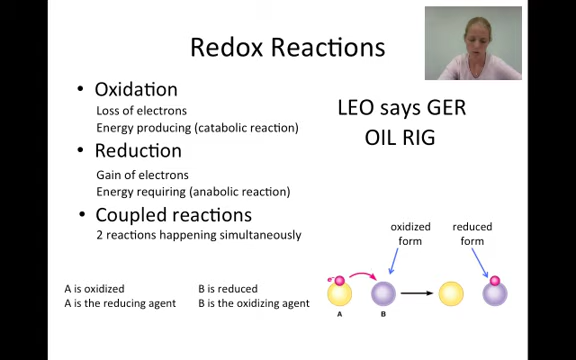 Redox Reactions
• Oxidation
Loss of electrons
Energy producing (catabolic reaction)
• Reduction
Gain of electrons
Energy requiring (anabolic reaction)
• Coupled reactions
2 reactions happening simultaneously
LEO says GER
OIL RIG
oxidized form
reduced form
A is oxidized
A is the reducing agent
B is reduced
B is the oxidizing agent
e-
A
B